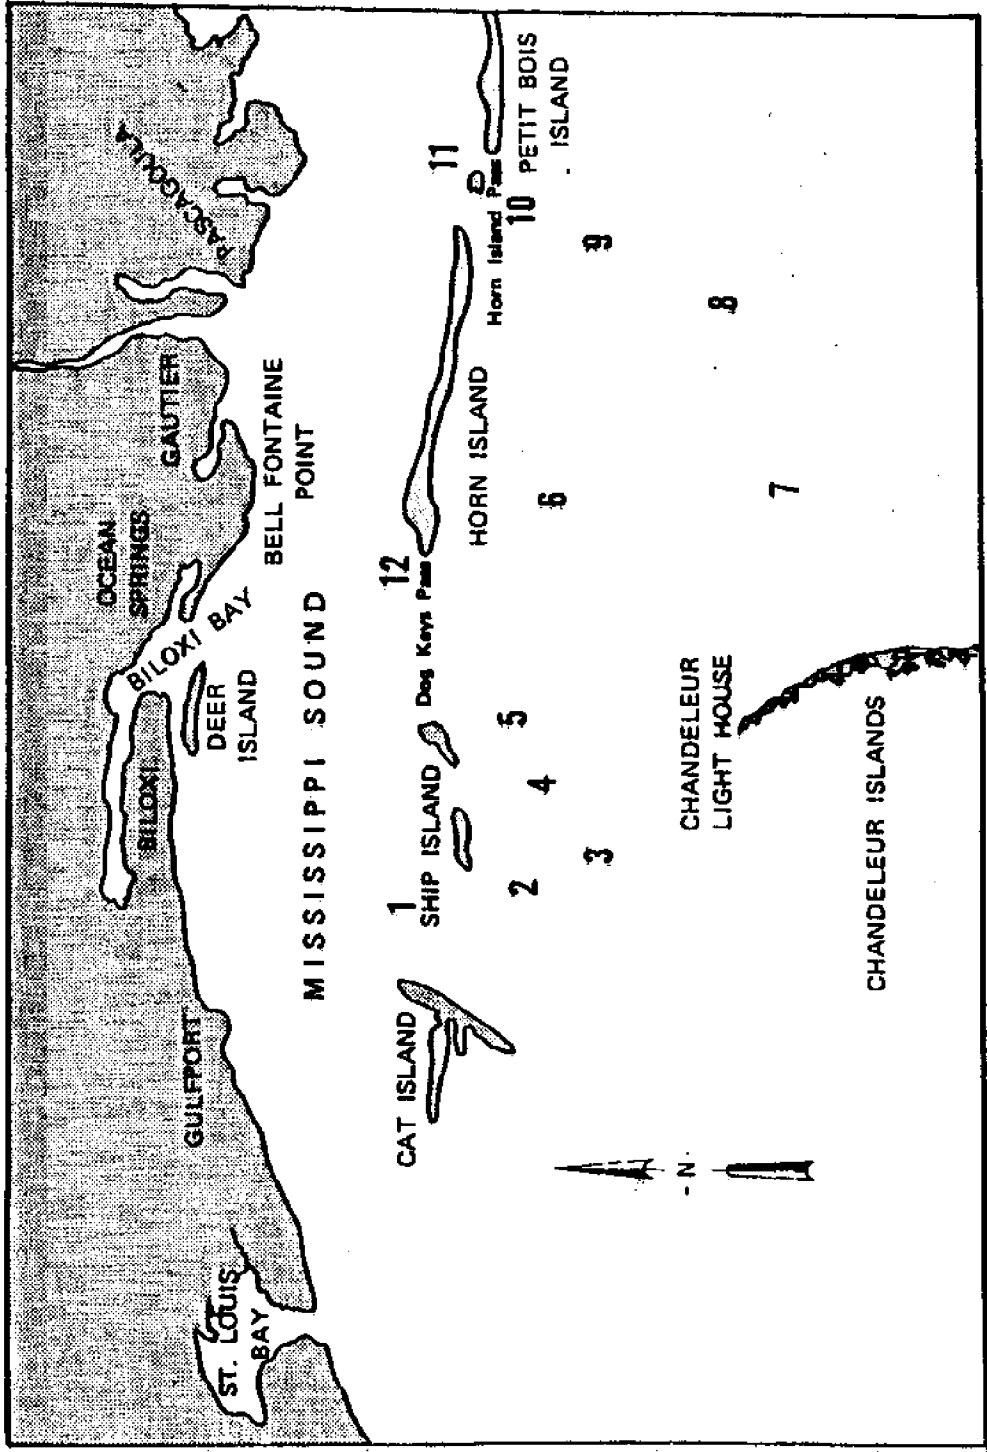 ST. LOUIS
BAY
GULFPORT
BILOXI
BILOXI BAY
DEER
ISLAND
OCEAN
SPRINGS
GAUTIER
BELL FONTAINE
POINT
PASCAGOULA
MISSISSIPPI SOUND
CAT ISLAND
1
SHIP ISLAND
Dog Keys Pass
12
HORN ISLAND
Horn Island Pass
11
10
PETIT BOIS
ISLAND
2
3
4
5
6
9
8
7
- N -
CHANDELEUR
LIGHT HOUSE
CHANDELEUR ISLANDS